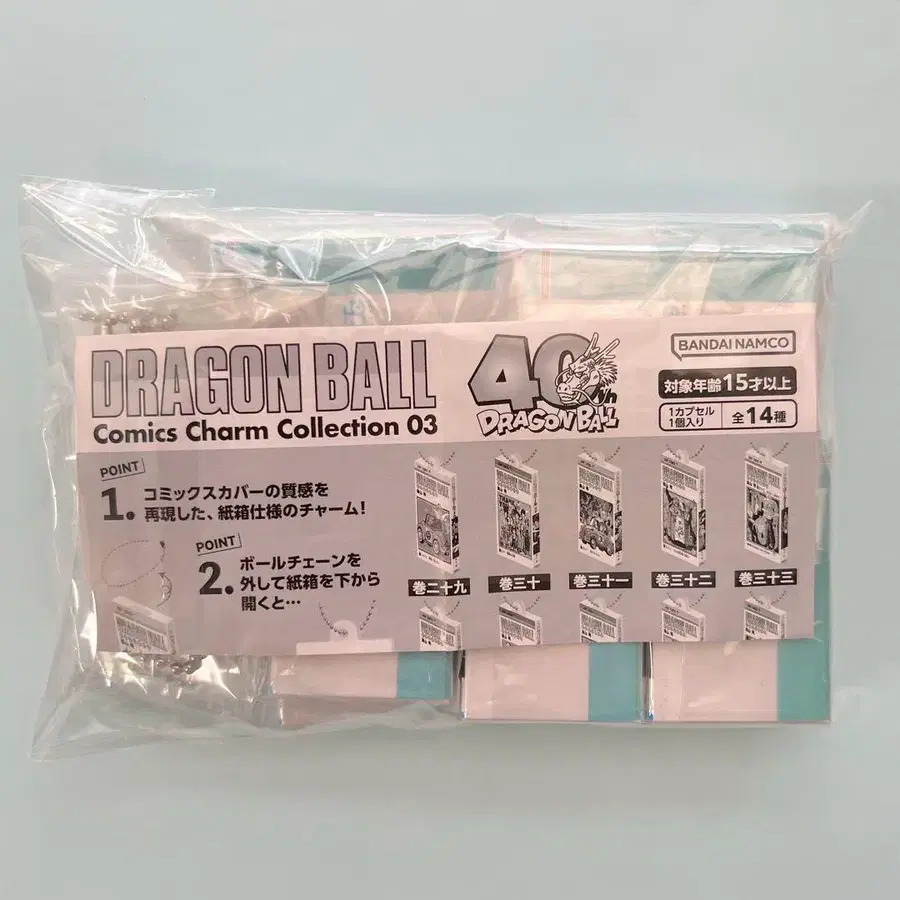 DRAGON BALL
Comics Charm Collection 03
40th
DRAGON BALL
BANDAI NAMCO
対象年齢15才以上
1カプセル
1個入り
全14種
POINT
1.
コミックスカバーの質感を
再現した、紙箱仕様のチャーム!
POINT
2.
ボールチェーンを
外して紙箱を下から
開くと…
巻二十九
巻三十
巻三十一
巻三十二
巻三十三
DRAGON BALL